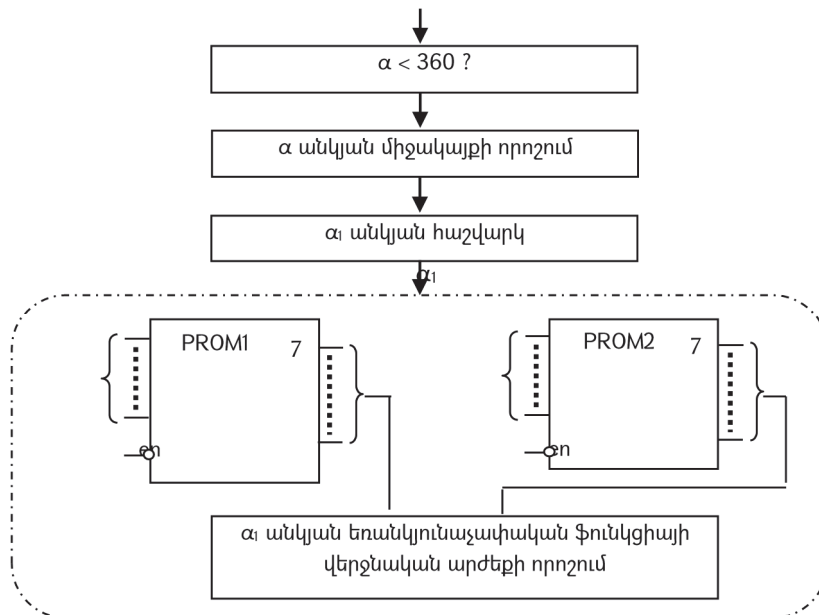 α < 360 ?
α անկյան միջակայքի որոշում
α₁ անկյան հաշվարկ
α₁
PROM1
7
PROM2
7
en
en
α₁ անկյան եռանկյունաչափական ֆունկցիայի
վերջնական արժեքի որոշում